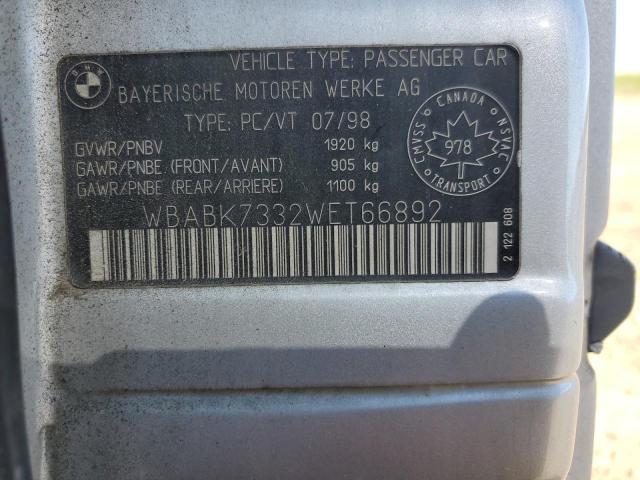 BMW
VEHICLE TYPE: PASSENGER CAR
BAYERISCHE MOTOREN WERKE AG
TYPE: PC/VT 07/98
GVWR/PNBV 1920 kg
GAWR/PNBE (FRONT/AVANT) 905 kg
GAWR/PNBE (REAR/ARRIERE) 1100 kg
CANADA
CMVSS
NSVAC
978
TRANSPORT
WBABK7332WET66892
2 122 608